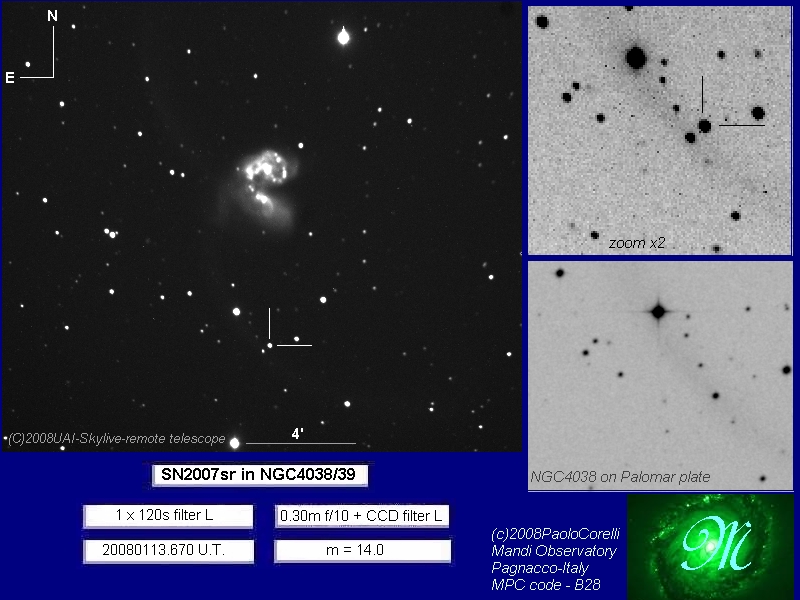 N
E
zoom x2
4'
(C)2008UAI-Skylive-remote telescope
SN2007sr in NGC4038/39
NGC4038 on Palomar plate
1 x 120s filter L
0.30m f/10 + CCD filter L
20080113.670 U.T.
m = 14.0
(c)2008PaoloCorelli
Mandi Observatory
Pagnacco-Italy
MPC code - B28
M